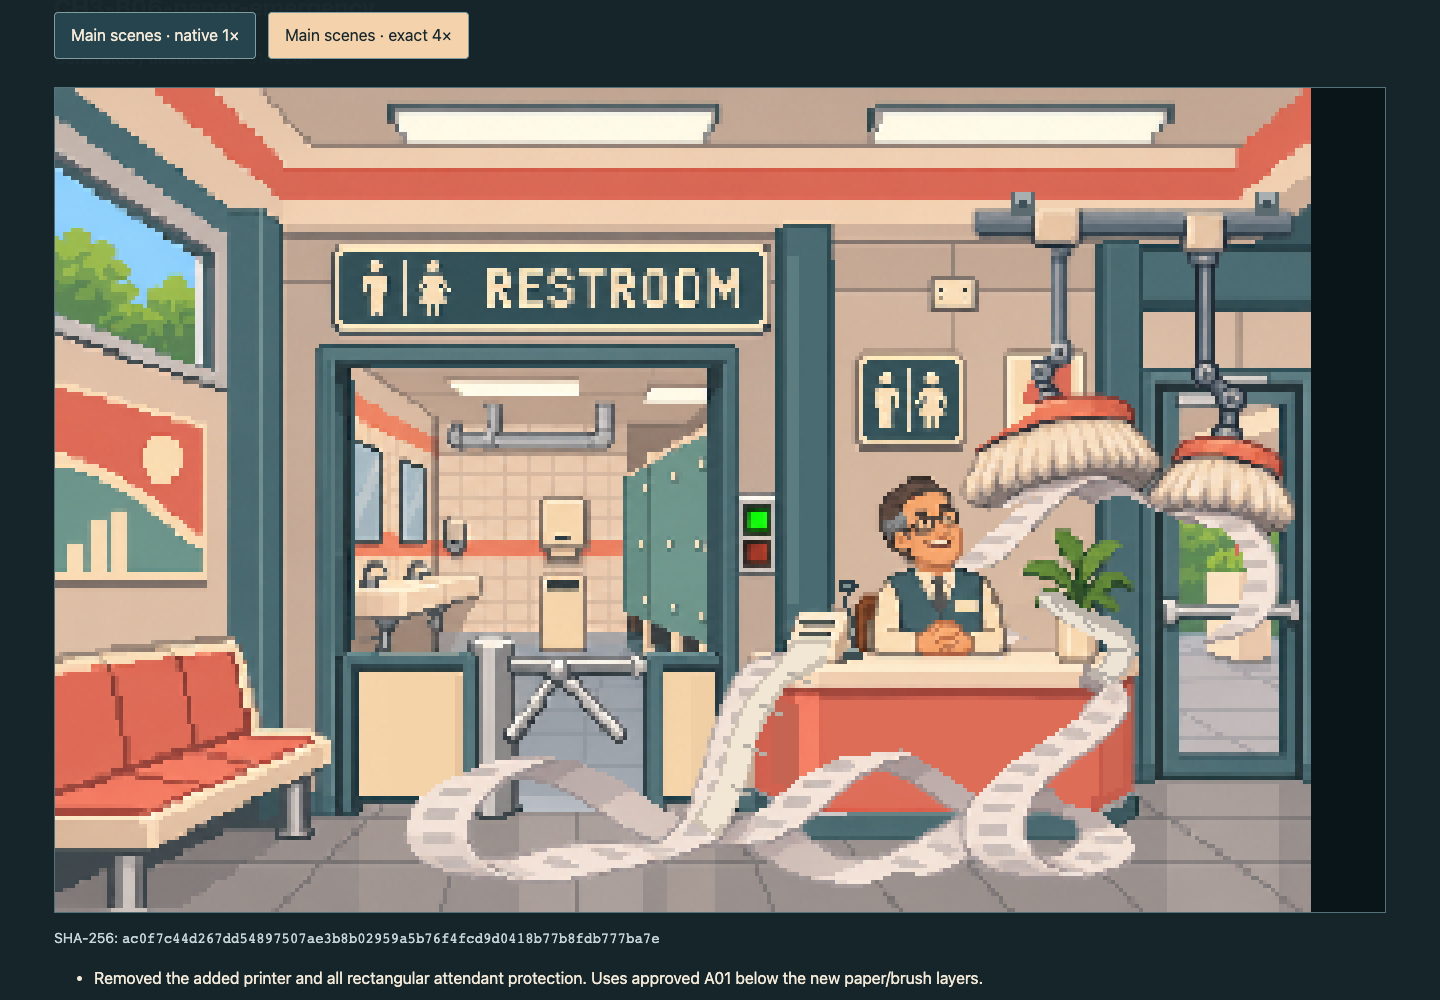 Main scenes · native 1×
Main scenes · exact 4×
RESTROOM
SHA-256: ac0f7c44d267dd54897507ae3b8b02959a5b76f4fcd9d0418b77b8fdb777ba7e
• Removed the added printer and all rectangular attendant protection. Uses approved A01 below the new paper/brush layers.